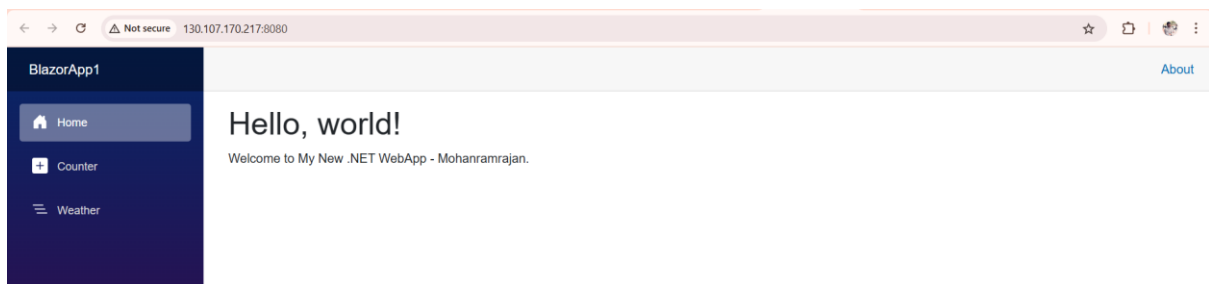 Not secure 130.107.170.217:8080
BlazorApp1
About
Home
Hello, world!
Welcome to My New .NET WebApp - Mohanramrajan.
Counter
Weather